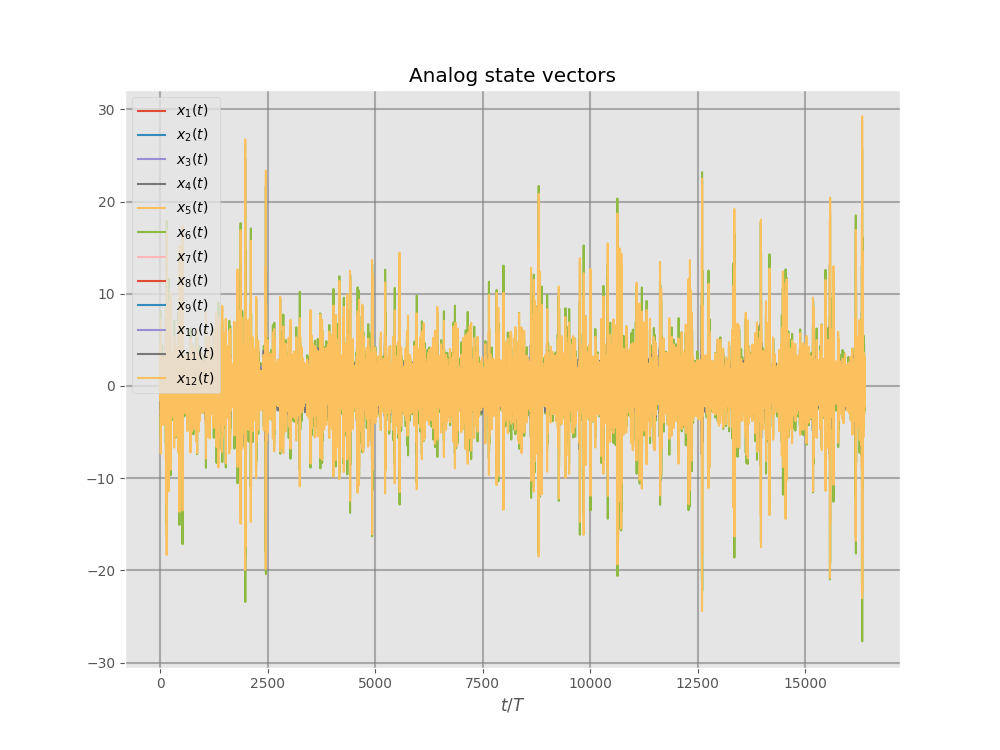 Analog state vectors
30
20
10
0
−10
−20
−30
x₁(t)
x₂(t)
x₃(t)
x₄(t)
x₅(t)
x₆(t)
x₇(t)
x₈(t)
x₉(t)
x₁₀(t)
x₁₁(t)
x₁₂(t)
0 2500 5000 7500 10000 12500 15000
t/T